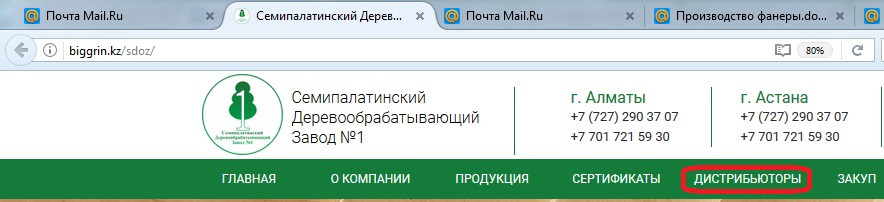 Почта Mail.Ru
Семипалатинский Дерев...
Почта Mail.Ru
Производство фанеры.do...
biggrin.kz/sdoz/
80%
1
Семипалатинский
Деревообрабатывающий
Завод №1
Семипалатинский
Деревообрабатывающий
Завод №1
г. Алматы
+7 (727) 290 37 07
+7 701 721 59 30
г. Астана
+7 (727) 290 37 07
+7 701 721 59 30
ГЛАВНАЯ
О КОМПАНИИ
ПРОДУКЦИЯ
СЕРТИФИКАТЫ
ДИСТРИБЬЮТОРЫ
ЗАКУП